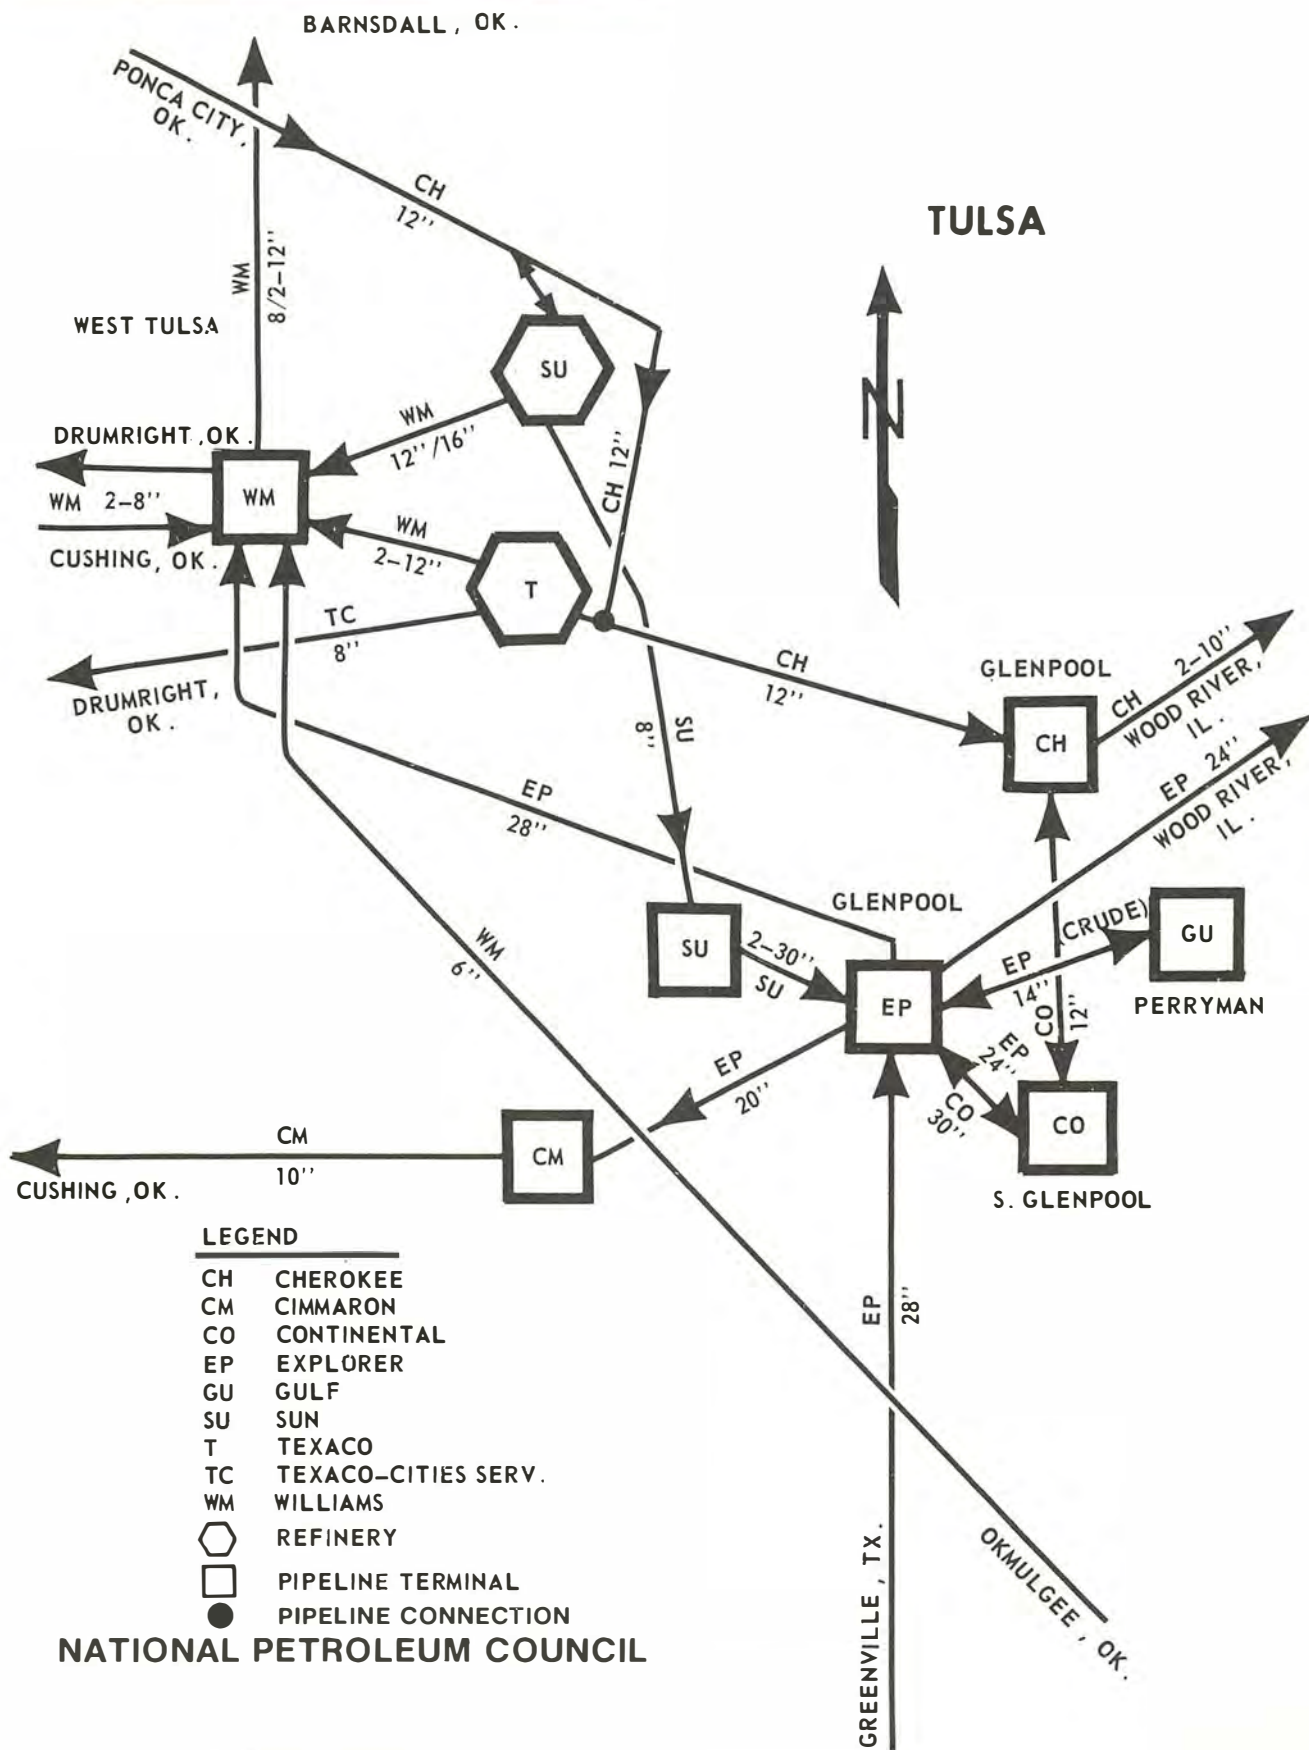 BARNSDALL, OK.
PONCA CITY,
OK.
CH
12''
TULSA
WM
8/2-12''
WEST TULSA
N
SU
DRUMRIGHT, OK.
WM
12''/16''
CH 12''
WM 2-8''
WM
CUSHING, OK.
WM
2-12''
T
TC
8''
DRUMRIGHT,
OK.
CH
12''
GLENPOOL
CH
CH 2-10''
WOOD RIVER,
IL.
EP 24''
WOOD RIVER,
IL.
SU
8''
EP
28''
GLENPOOL
SU
2-30''
SU
EP
EP (CRUDE)
14''
GU
PERRYMAN
CO
12''
EP
24''
CO
30''
CO
S. GLENPOOL
WM
6''
EP
20''
CM
CM
10''
CUSHING, OK.
EP
28''
GREENVILLE, TX.
OKMULGEE, OK.
LEGEND
CH CHEROKEE
CM CIMMARON
CO CONTINENTAL
EP EXPLORER
GU GULF
SU SUN
T TEXACO
TC TEXACO-CITIES SERV.
WM WILLIAMS
REFINERY
PIPELINE TERMINAL
PIPELINE CONNECTION
NATIONAL PETROLEUM COUNCIL